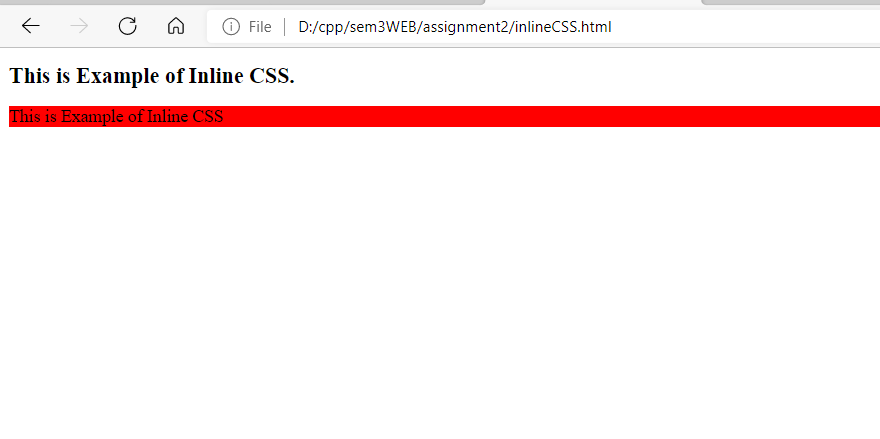 File D:/cpp/sem3WEB/assignment2/inlineCSS.html
This is Example of Inline CSS.
This is Example of Inline CSS